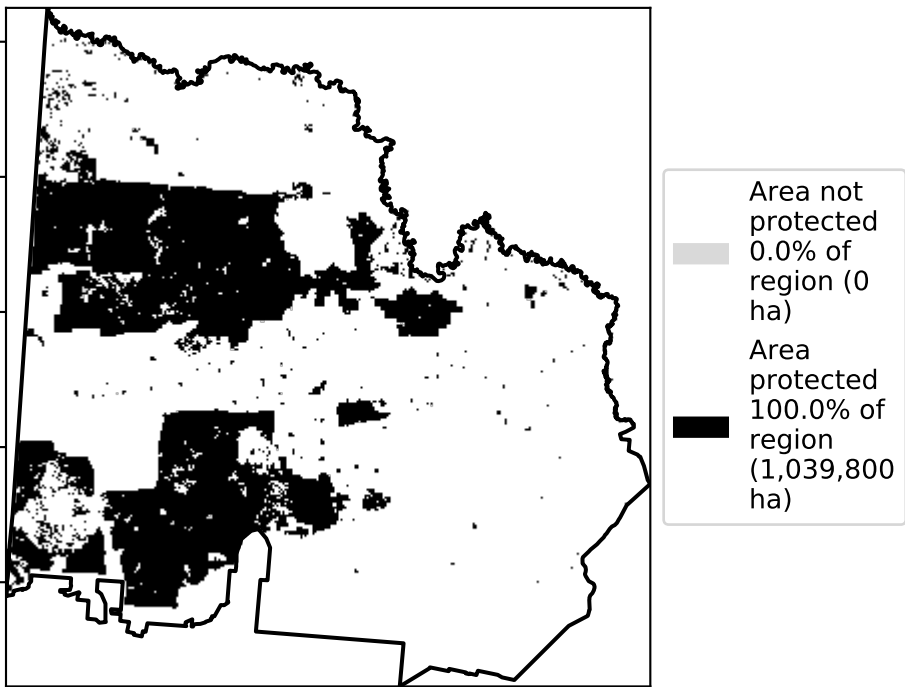 Area not
protected
0.0% of
region (0
ha)
Area
protected
100.0% of
region
(1,039,800
ha)